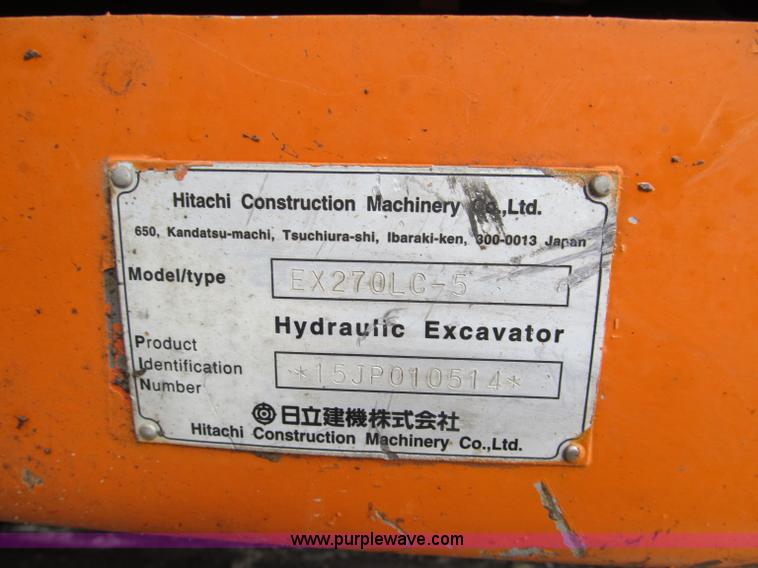 Hitachi Construction Machinery Co.,Ltd.
650, Kandatsu-machi, Tsuchiura-shi, Ibaraki-ken, 300-0013 Japan
Model/type EX270LC-5
Hydraulic Excavator
Product
Identification
Number *15JP010514*
日立建機株式会社
Hitachi Construction Machinery Co.,Ltd.
www.purplewave.com